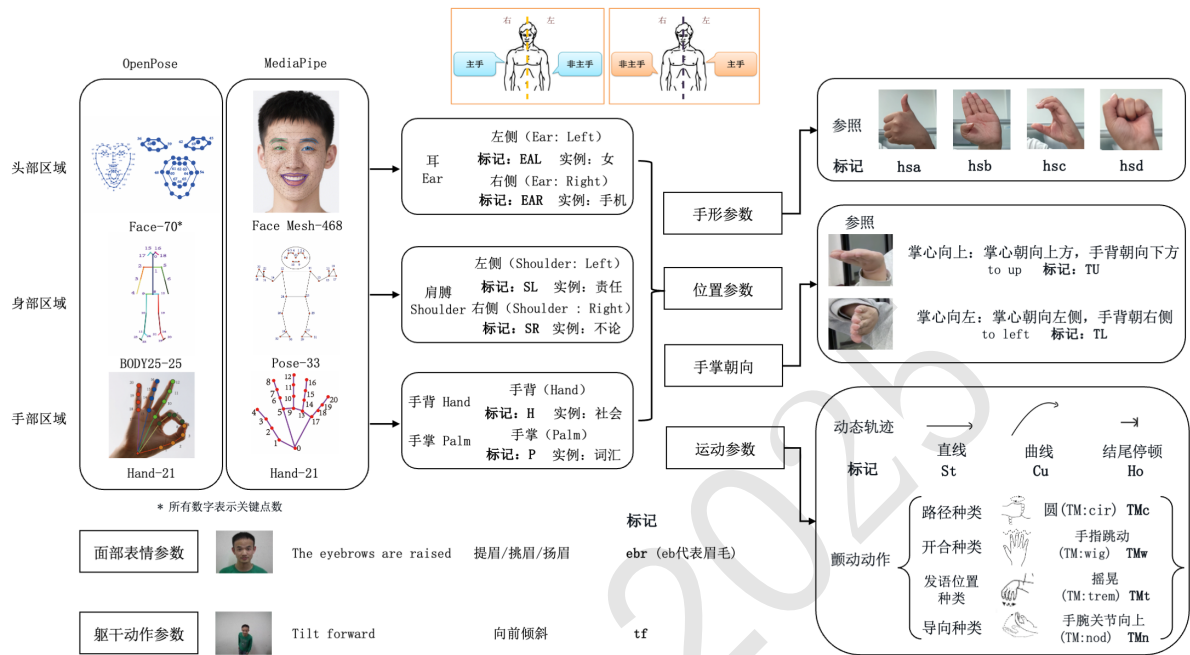 右 左
主手 非主手
右 左
非主手 主手
OpenPose
MediaPipe
头部区域
Face-70*
Face Mesh-468
身部区域
BODY25-25
Pose-33
手部区域
Hand-21
Hand-21
* 所有数字表示关键点数
耳
Ear
左侧（Ear: Left）
标记：EAL 实例：女
右侧（Ear: Right）
标记：EAR 实例：手机
肩膊
Shoulder
左侧（Shoulder: Left）
标记：SL 实例：责任
右侧（Shoulder : Right）
标记：SR 实例：不论
手背 Hand
手背（Hand）
标记：H 实例：社会
手掌 Palm
手掌（Palm）
标记：P 实例：词汇
手形参数
位置参数
手掌朝向
运动参数
参照
标记 hsa hsb hsc hsd
参照
掌心向上：掌心朝向上方，手背朝向下方
to up 标记：TU
掌心向左：掌心朝向左侧，手背朝右侧
to left 标记：TL
动态轨迹
直线 曲线 结尾停顿
标记 St Cu Ho
颤动动作
路径种类 圆(TM:cir) TMc
开合种类 手指跳动
(TM:wig) TMw
发语位置
种类
摇晃
(TM:trem) TMt
导向种类 手腕关节向上
(TM:nod) TMn
标记
面部表情参数 The eyebrows are raised 提眉/挑眉/扬眉 ebr (eb代表眉毛)
躯干动作参数 Tilt forward 向前倾斜 tf
2025